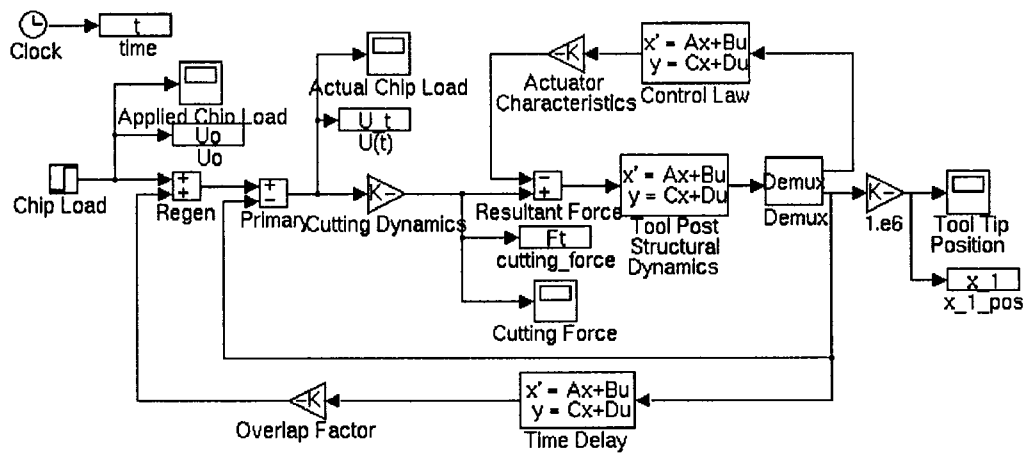 t
Clock
time
Applied Chip Load
Uo
Uo
Chip Load
+
+
Regen
+
−
Primary
Actual Chip Load
U_t
U(t)
K-
Cutting Dynamics
-K
Actuator
Characteristics
x' = Ax+Bu
y = Cx+Du
Control Law
+
Resultant Force
Ft
cutting_force
Cutting Force
x' = Ax+Bu
y = Cx+Du
Tool Post
Structural
Dynamics
Demux
Demux
K-
1.e6
Tool Tip
Position
x_1
x_1_pos
-K
Overlap Factor
x' = Ax+Bu
y = Cx+Du
Time Delay